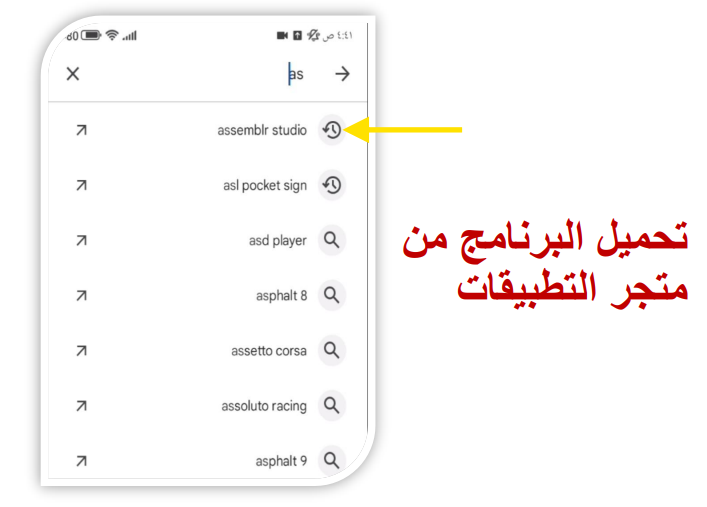 80 ٤:٤١ ص
as
assemblr studio
asl pocket sign
asd player
asphalt 8
assetto corsa
assoluto racing
asphalt 9
تحميل البرنامج من
متجر التطبيقات